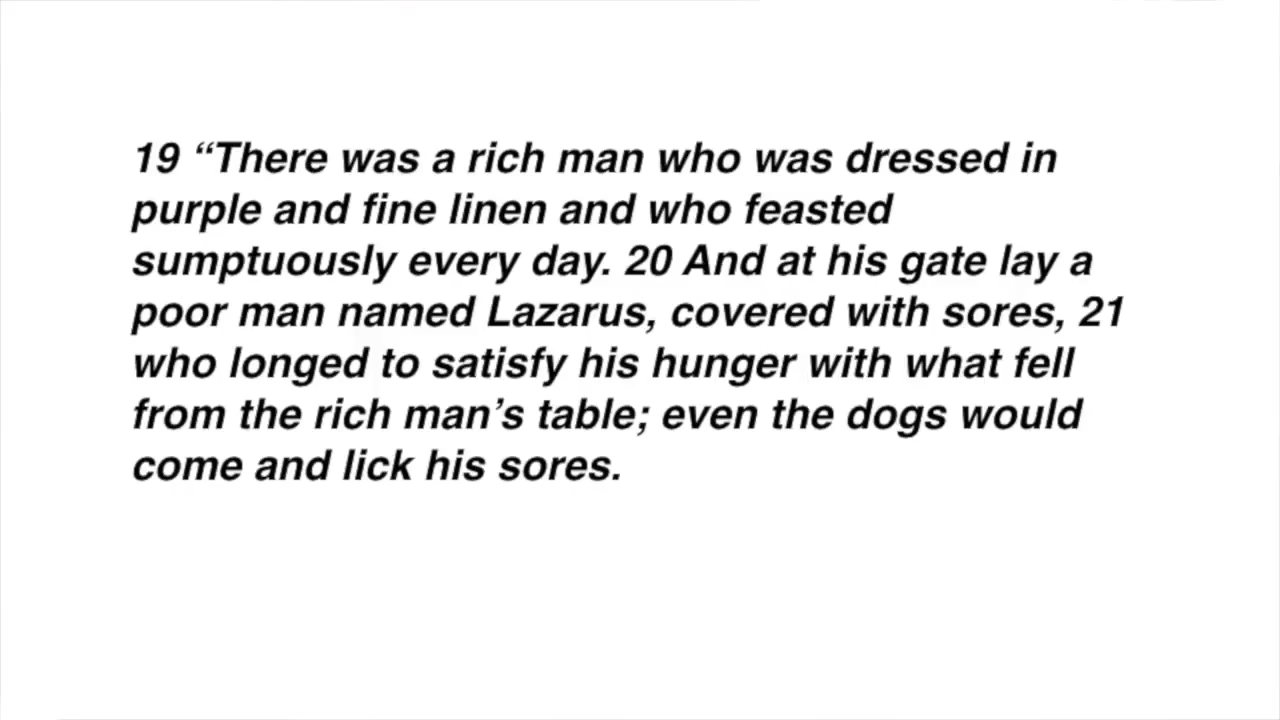 19 “There was a rich man who was dressed in
purple and fine linen and who feasted
sumptuously every day. 20 And at his gate lay a
poor man named Lazarus, covered with sores, 21
who longed to satisfy his hunger with what fell
from the rich man’s table; even the dogs would
come and lick his sores.